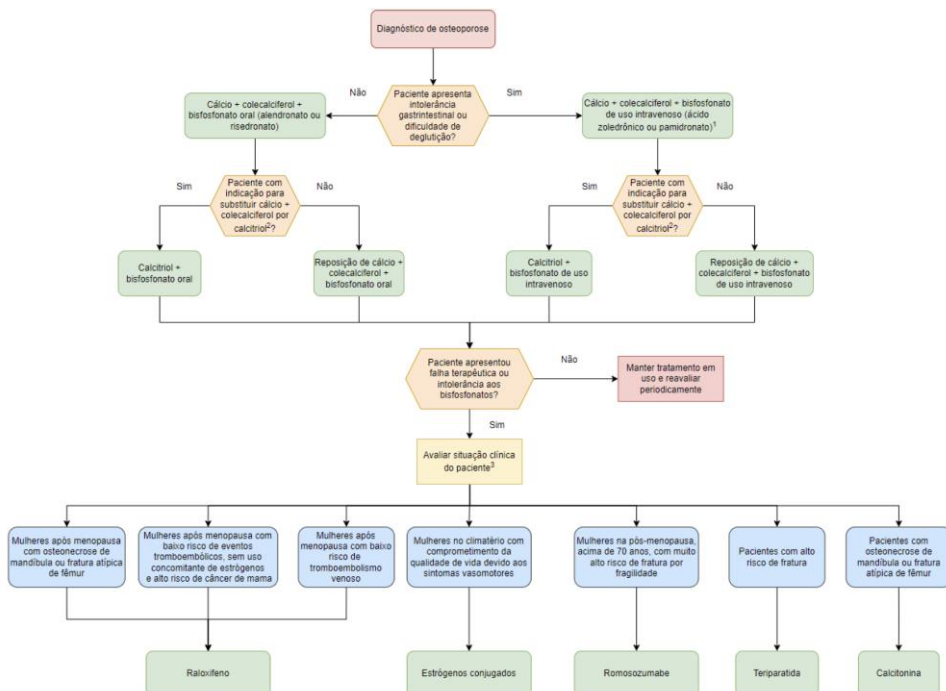 Diagnóstico de osteoporose
Não
Sim
Cálcio + colecalciferol +
bisfosfonato oral (alendronato ou
risedronato)
Paciente apresenta
intolerância
gastrintestinal ou
dificuldade de
deglutição?
Cálcio + colecalciferol + bisfosfonato
de uso intravenoso (ácido
zoledrônico ou pamidronato)1
Sim
Paciente com
indicação para
substituir cálcio +
colecalciferol por
calcitriol2?
Não
Sim
Paciente com
indicação para
substituir cálcio +
colecalciferol por
calcitriol2?
Não
Calcitriol +
bisfosfonato oral
Reposição de cálcio +
colecalciferol +
bisfosfonato oral
Calcitriol +
bisfosfonato de uso
intravenoso
Reposição de cálcio +
colecalciferol + bisfosfonato
de uso intravenoso
Paciente apresentou
falha terapêutica ou
intolerância aos
bisfosfonatos?
Não
Manter tratamento em
uso e reavaliar
periodicamente
Sim
Avaliar situação clínica
do paciente3
Mulheres após menopausa
com osteonecrose de
mandíbula ou fratura atípica
de fêmur
Mulheres após menopausa com
baixo risco de eventos
tromboembólicos, sem uso
concomitante de estrógenos
e alto risco de câncer de mama
Mulheres após
menopausa com baixo
risco de
tromboembolismo
venoso
Mulheres no climatério com
comprometimento da
qualidade de vida devido aos
sintomas vasomotores
Mulheres na pós-menopausa,
acima de 70 anos, com muito
alto risco de fratura por
fragilidade
Pacientes com alto
risco de fratura
Pacientes com
osteonecrose de
mandíbula ou fratura
atípica de fêmur
Raloxifeno
Estrógenos conjugados
Romosozumabe
Teriparatida
Calcitonina